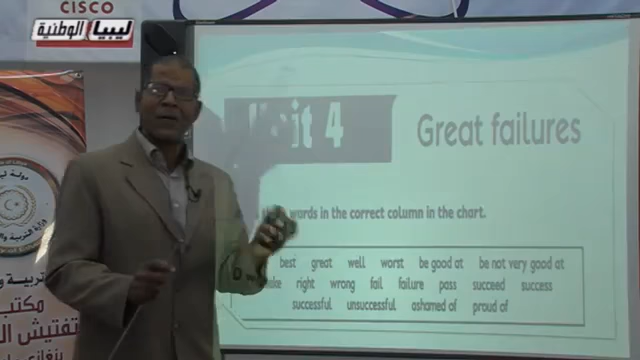 CISCO
ليبيا الوطنية
Unit 4
Great failures
words in the correct column in the chart.
best great well worst be good at be not very good at
right wrong fail failure pass succeed success
successful unsuccessful ashamed of proud of
مكتب